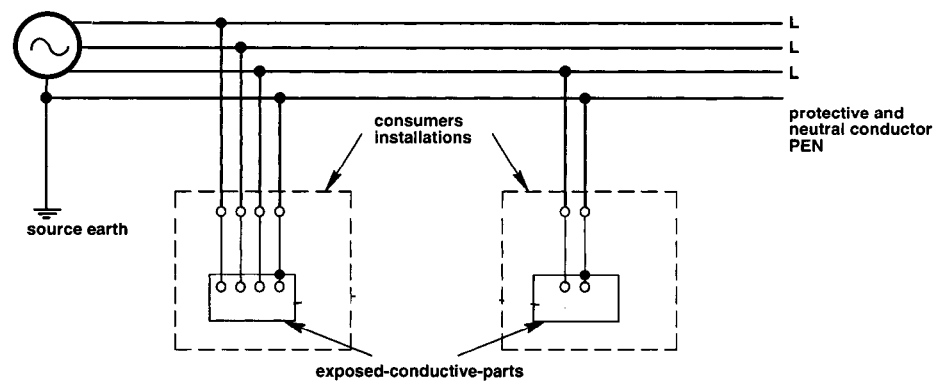 L
L
L
protective and
neutral conductor
PEN
consumers
installations
source earth
exposed-conductive-parts